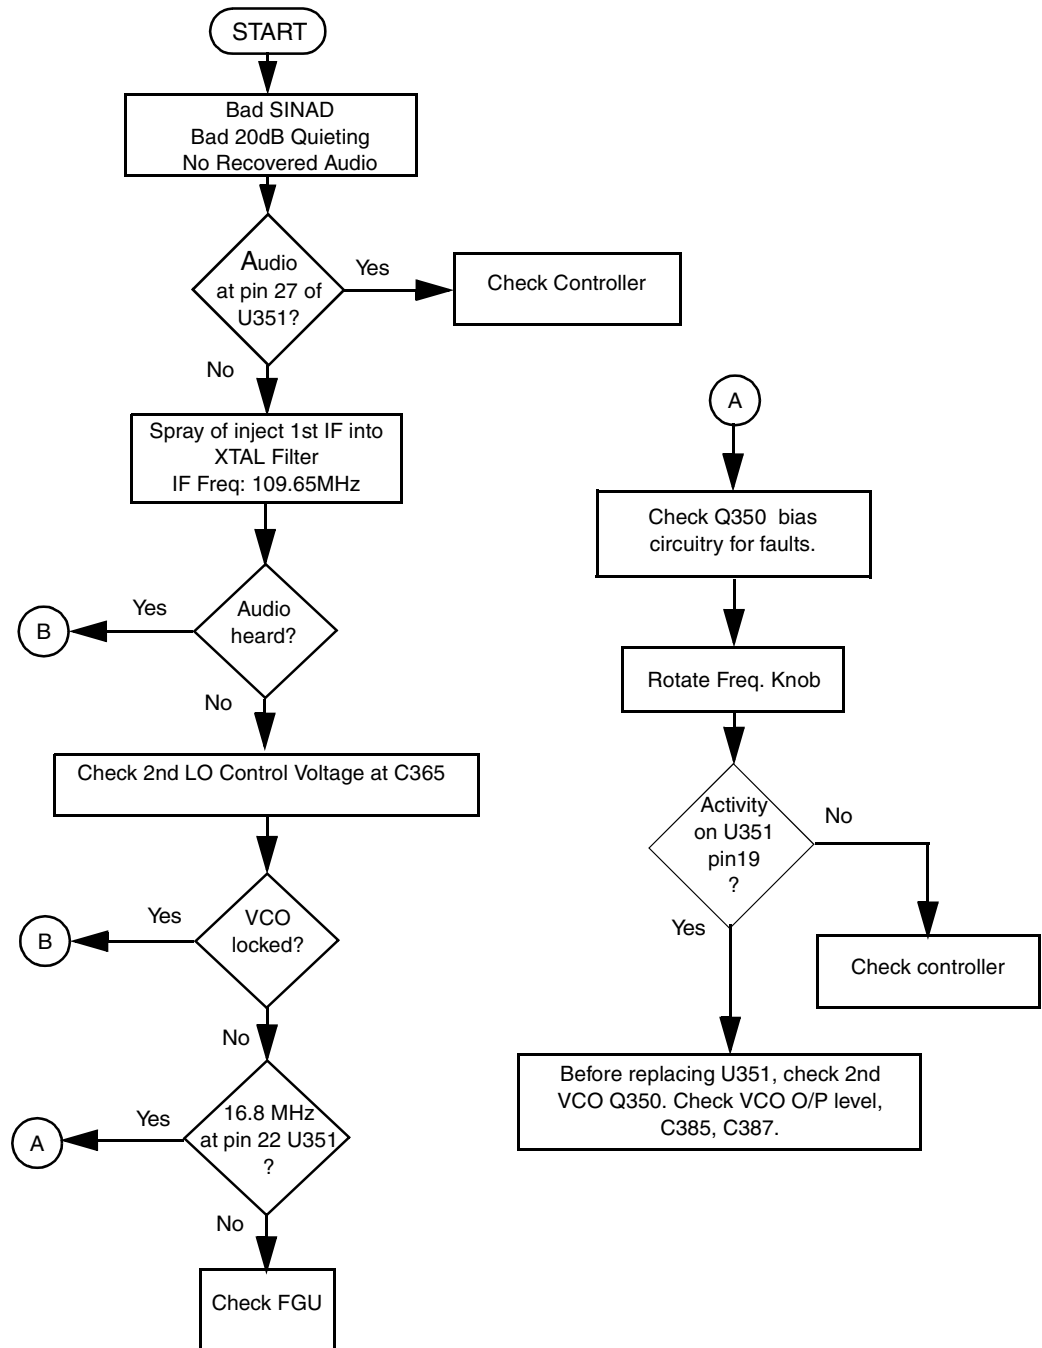 START
Bad SINAD
Bad 20dB Quieting
No Recovered Audio
Audio
at pin 27 of
U351?
Yes
Check Controller
No
Spray of inject 1st IF into
XTAL Filter
IF Freq: 109.65MHz
Audio
heard?
Yes
B
No
Check 2nd LO Control Voltage at C365
VCO
locked?
Yes
B
No
16.8 MHz
at pin 22 U351
?
Yes
A
No
Check FGU
A
Check Q350 bias
circuitry for faults.
Rotate Freq. Knob
Activity
on U351
pin19
?
No
Check controller
Yes
Before replacing U351, check 2nd
VCO Q350. Check VCO O/P level,
C385, C387.